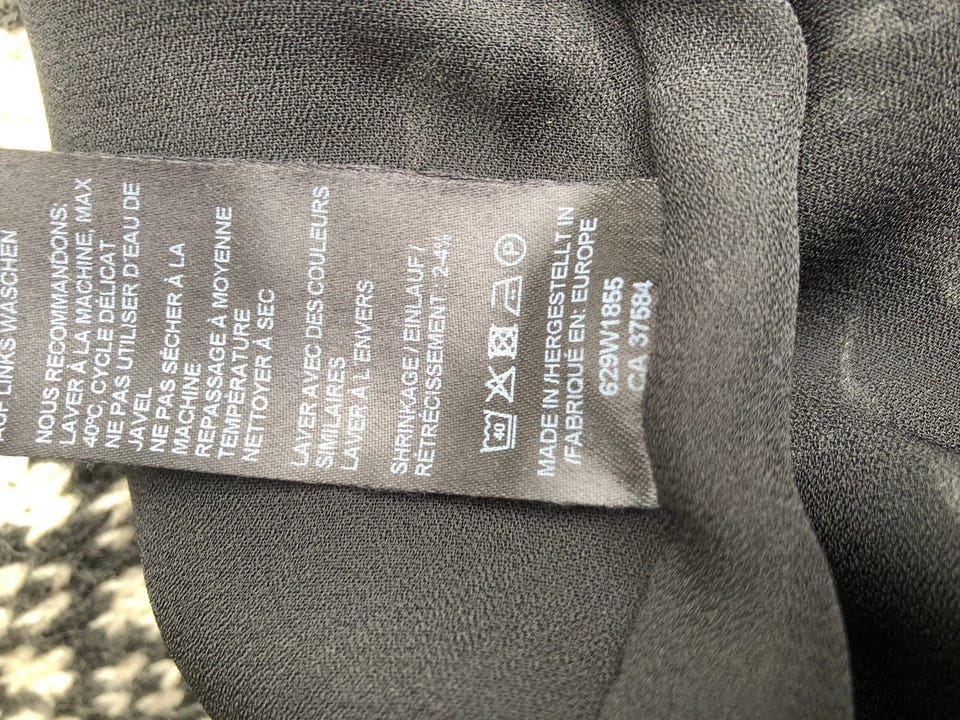 AUF LINKS WASCHEN
NOUS RECOMMANDONS:
LAVER À LA MACHINE, MAX
40ºC, CYCLE DÉLICAT
NE PAS UTILISER D'EAU DE
JAVEL
NE PAS SÉCHER À LA
MACHINE
REPASSAGE À MOYENNE
TEMPÉRATURE
NETTOYER À SEC
LAVER AVEC DES COULEURS
SIMILAIRES
LAVER À L'ENVERS
SHRINKAGE / EINLAUF /
RÉTRÉCISSEMENT : 2-4%
40 P
MADE IN /HERGESTELLT IN
/FABRIQUÉ EN: EUROPE
629W1855
CA 37584